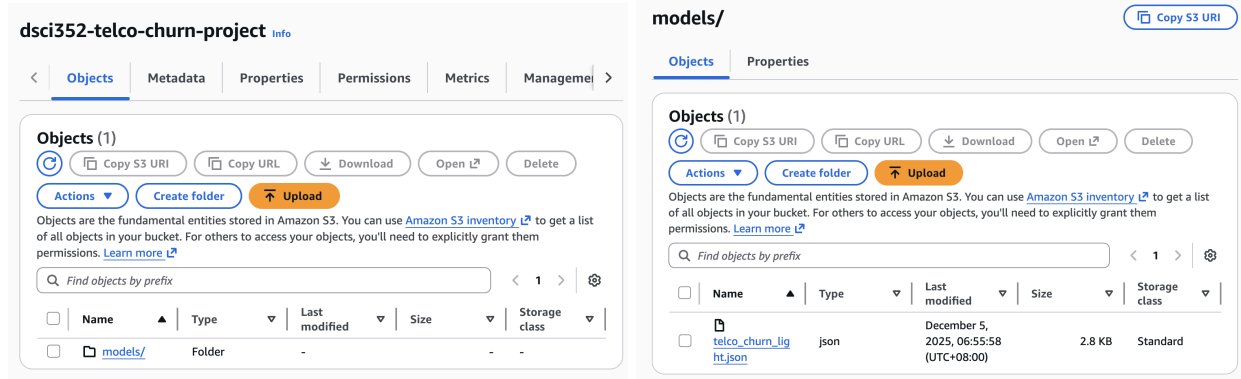 dsci352-telco-churn-project Info
Objects Metadata Properties Permissions Metrics Managemen
Objects (1)
Copy S3 URI Copy URL Download Open Delete
Actions Create folder Upload
Objects are the fundamental entities stored in Amazon S3. You can use Amazon S3 inventory to get a list
of all objects in your bucket. For others to access your objects, you'll need to explicitly grant them
permissions. Learn more
Find objects by prefix
1
Name Type Last modified Size Storage class
models/ Folder - - -
models/
Copy S3 URI
Objects Properties
Objects (1)
Copy S3 URI Copy URL Download Open Delete
Actions Create folder Upload
Objects are the fundamental entities stored in Amazon S3. You can use Amazon S3 inventory to get a list
of all objects in your bucket. For others to access your objects, you'll need to explicitly grant them
permissions. Learn more
Find objects by prefix
1
Name Type Last modified Size Storage class
telco_churn_light.json json December 5, 2025, 06:55:58 (UTC+08:00) 2.8 KB Standard